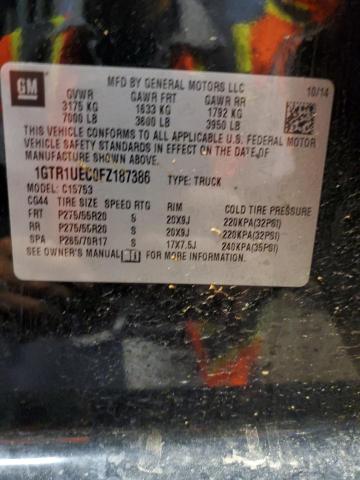 GM
MFD BY GENERAL MOTORS LLC
10/14
GVWR GAWR FRT GAWR RR
3175 KG 1633 KG 1792 KG
7000 LB 3600 LB 3950 LB
THIS VEHICLE CONFORMS TO ALL APPLICABLE U.S. FEDERAL MOTOR
VEHICLE SAFETY STANDARDS IN EFFECT ON THE DATE OF
MANUFACTURE SHOWN ABOVE.
1GTR1UEC0FZ187386 TYPE: TRUCK
MODEL: C15753
CG44 TIRE SIZE SPEED RTG RIM COLD TIRE PRESSURE
FRT P275/55R20 S 20X9J 220KPA(32PSI)
RR P275/55R20 S 20X9J 220KPA(32PSI)
SPA P265/70R17 S 17X7.5J 240KPA(35PSI)
SEE OWNER'S MANUAL FOR MORE INFORMATION.